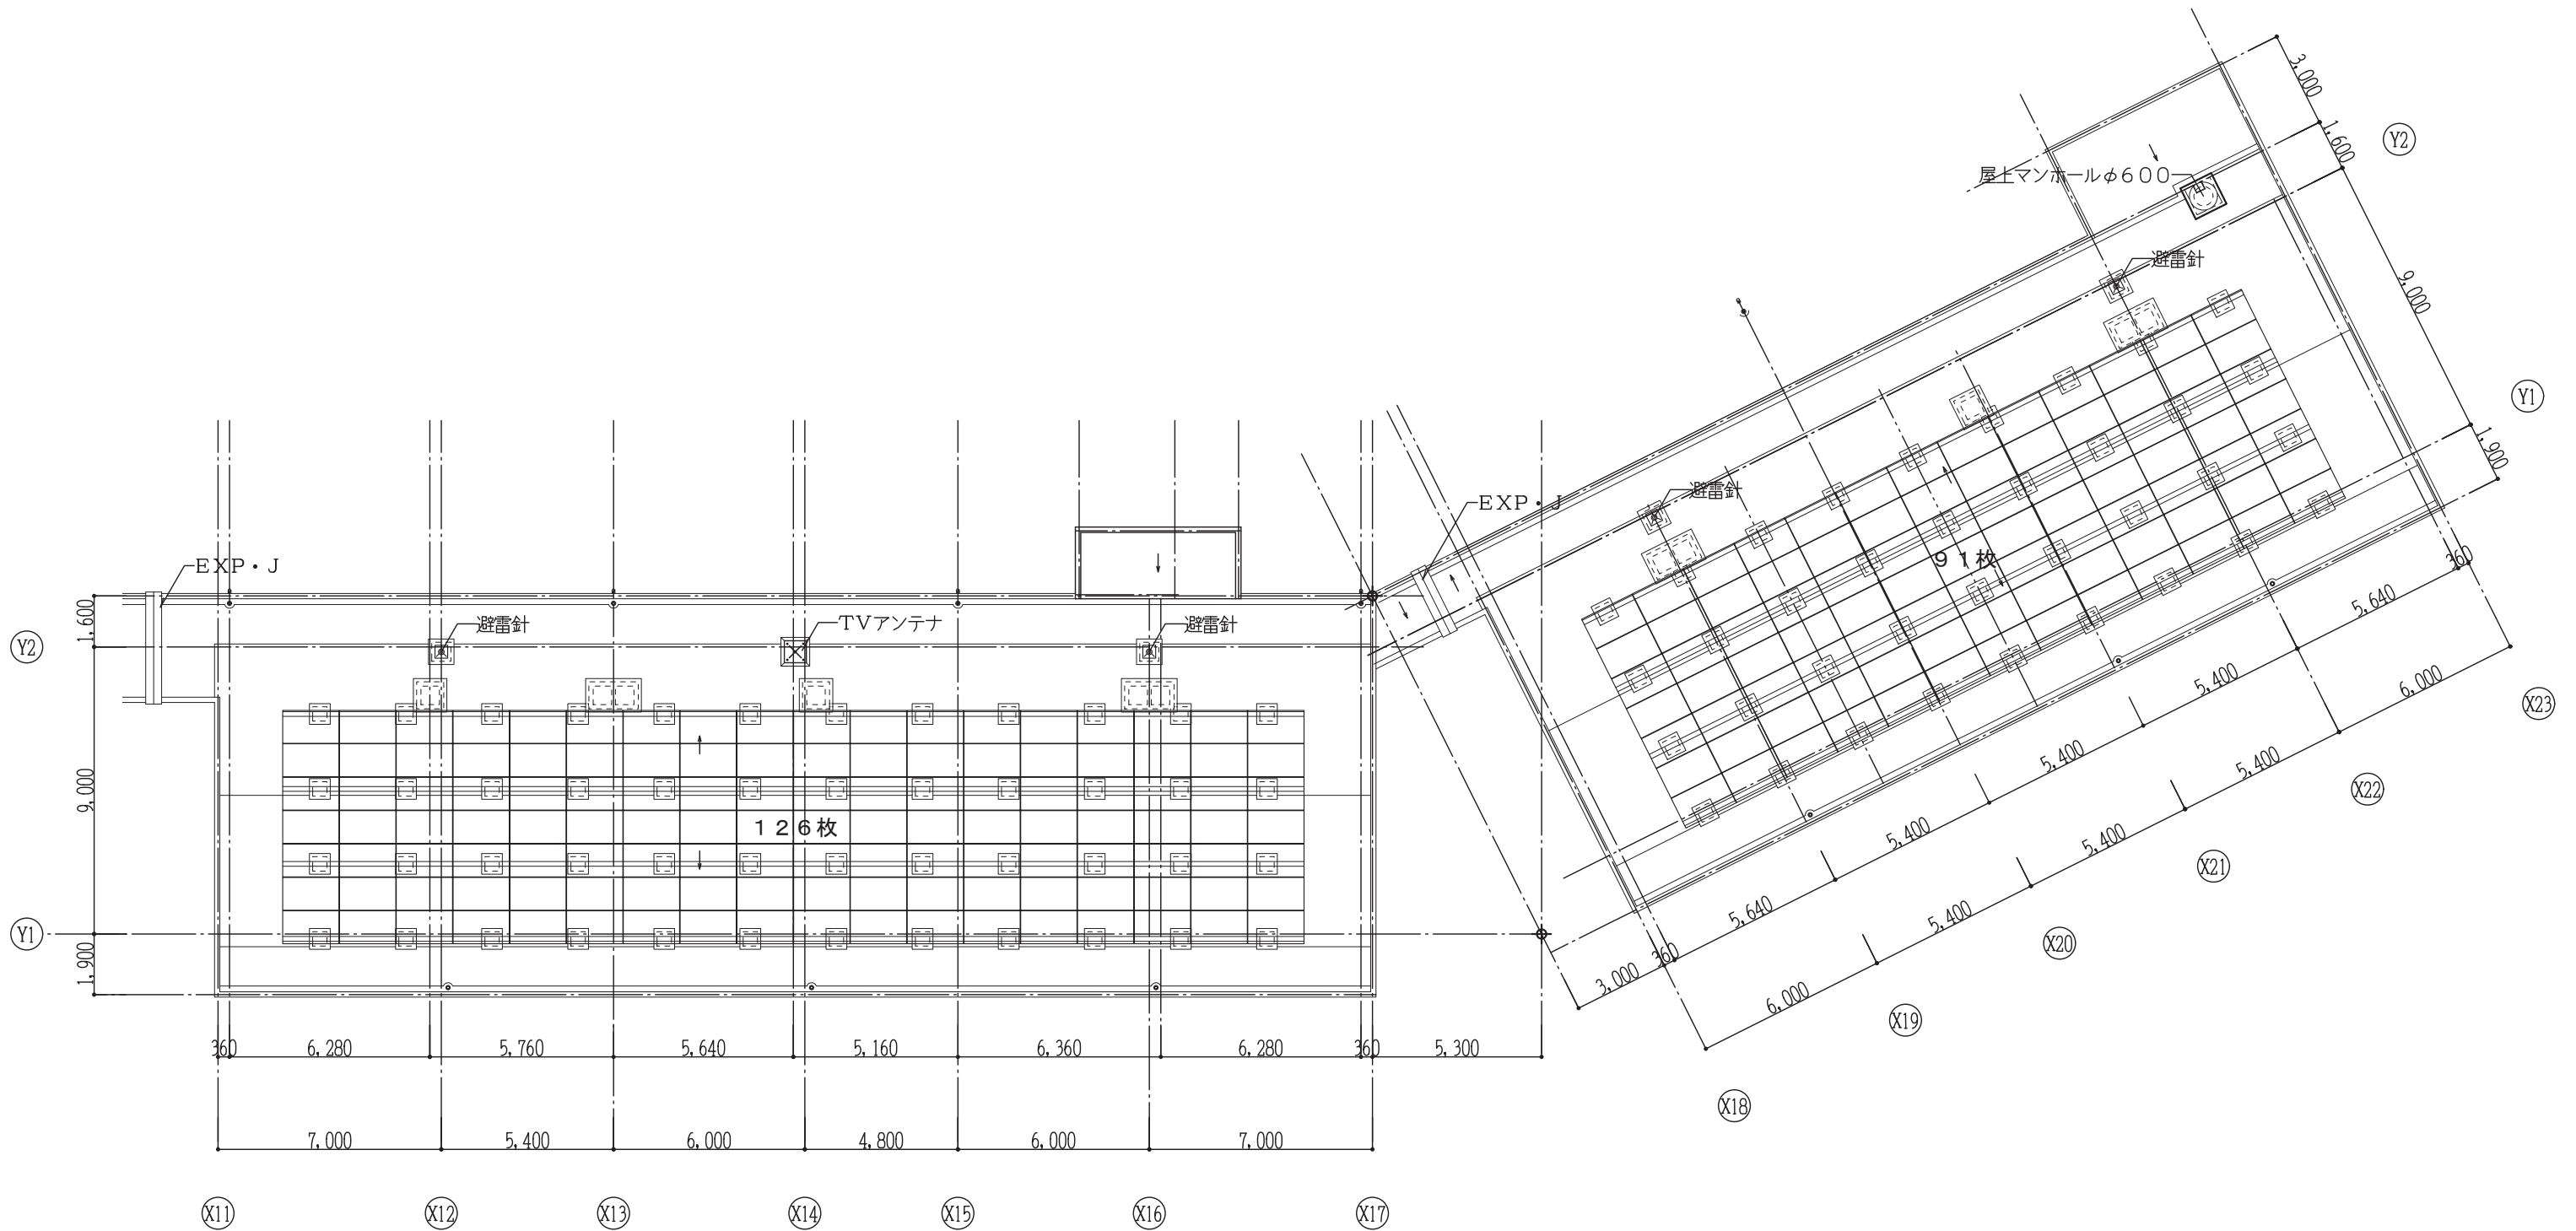 3,000
1,600
Y2
屋上マンホールφ600
避雷針
9,000
Y1
1,900
避雷針
EXP・J
91枚
360
5,640
5,400
6,000
X23
5,400
5,400
X22
5,400
5,400
X21
5,640
5,400
X20
3,000
360
6,000
X19
X18
EXP・J
1,600
Y2
避雷針
TVアンテナ
避雷針
9,000
126枚
Y1
1,900
360 6,280 5,760 5,640 5,160 6,360 6,280 360 5,300
7,000 5,400 6,000 4,800 6,000 7,000
X11 X12 X13 X14 X15 X16 X17